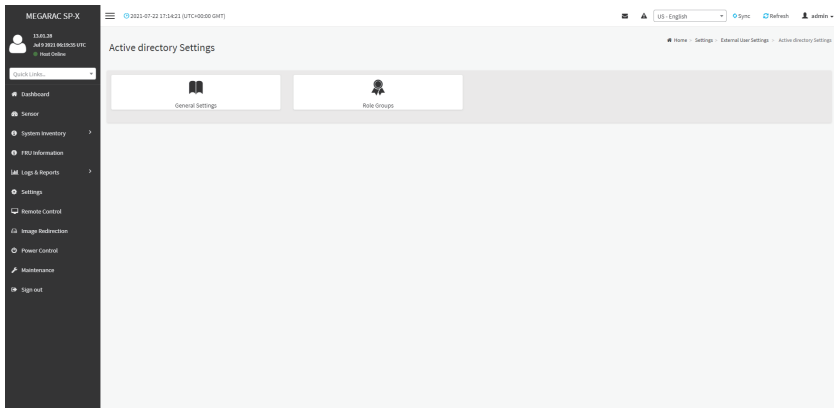 MEGARAC SP-X
2021-07-22 17:14:21 (UTC+00:00 GMT)
US - English
Sync
Refresh
admin
13.01.28
Jul 9 2021 08:19:35 UTC
Host Online
Quick Links...
Dashboard
Sensor
System Inventory
FRU Information
Logs & Reports
Settings
Remote Control
Image Redirection
Power Control
Maintenance
Sign out
Active directory Settings
Home > Settings > External User Settings > Active directory Settings
General Settings
Role Groups